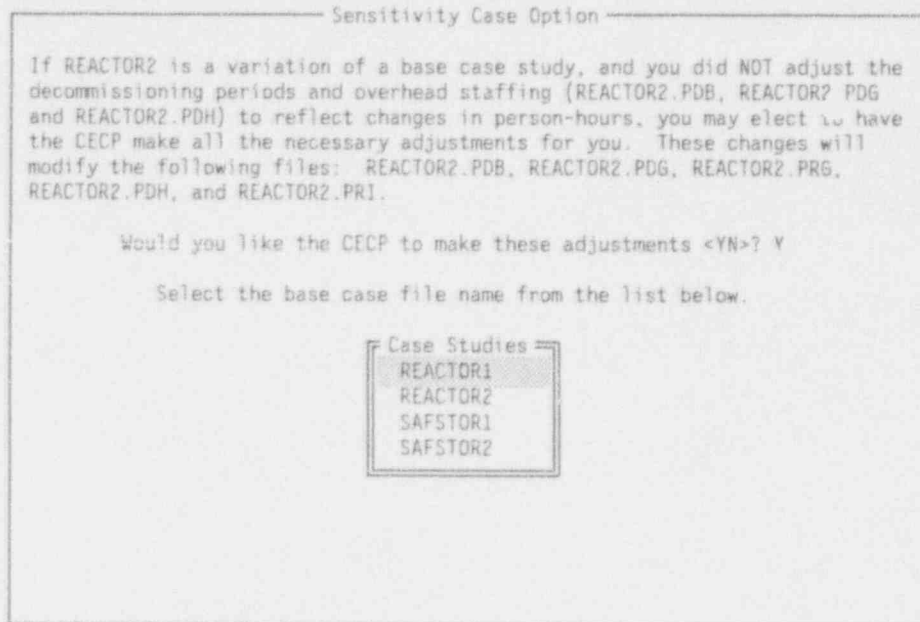 Sensitivity Case Option
If REACTOR2 is a variation of a base case study, and you did NOT adjust the
decommissioning periods and overhead staffing (REACTOR2.PDB, REACTOR2 PDG
and REACTOR2.PDH) to reflect changes in person-hours, you may elect to have
the CECP make all the necessary adjustments for you. These changes will
modify the following files: REACTOR2.PDB, REACTOR2.PDG, REACTOR2.PRG,
REACTOR2.PDH, and REACTOR2.PRI.
Would you like the CECP to make these adjustments <YN>? Y
Select the base case file name from the list below.
Case Studies
REACTOR1
REACTOR2
SAFSTOR1
SAFSTOR2